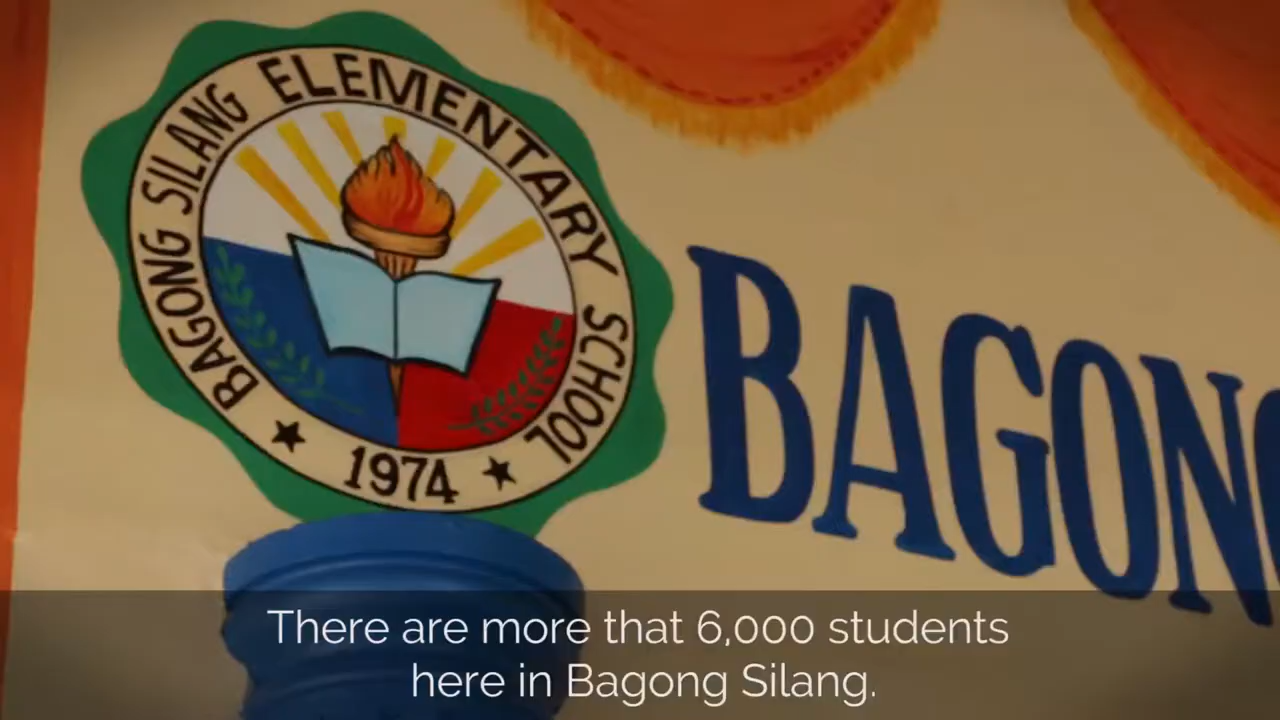 BAGONG SILANG ELEMENTARY SCHOOL
1974
BAGONG
There are more that 6,000 students
here in Bagong Silang.